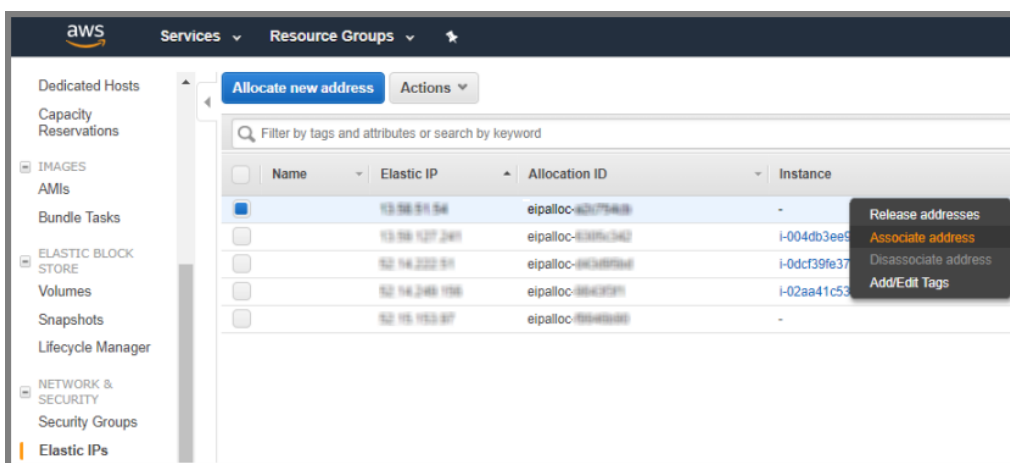 aws Services Resource Groups
Dedicated Hosts
Capacity
Reservations
IMAGES
AMIs
Bundle Tasks
ELASTIC BLOCK
STORE
Volumes
Snapshots
Lifecycle Manager
NETWORK &
SECURITY
Security Groups
Elastic IPs
Allocate new address Actions
Filter by tags and attributes or search by keyword
Name Elastic IP Allocation ID Instance
eipalloc- -
eipalloc- i-004db3ee9
eipalloc- i-0dcf39fe37
eipalloc- i-02aa41c53
eipalloc- -
Release addresses
Associate address
Disassociate address
Add/Edit Tags